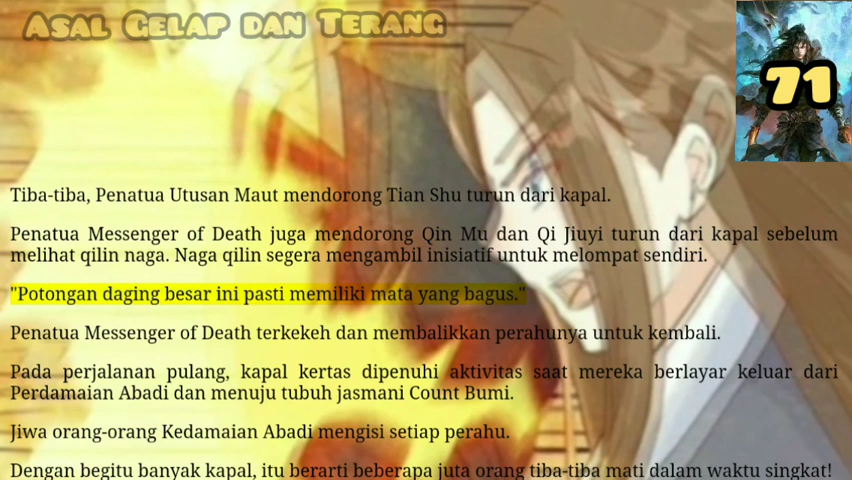 Asal Gelap dan Terang
71
Tiba-tiba, Penatua Utusan Maut mendorong Tian Shu turun dari kapal.
Penatua Messenger of Death juga mendorong Qin Mu dan Qi Jiuyi turun dari kapal sebelum
melihat qilin naga. Naga qilin segera mengambil inisiatif untuk melompat sendiri.
"Potongan daging besar ini pasti memiliki mata yang bagus."
Penatua Messenger of Death terkekeh dan membalikkan perahunya untuk kembali.
Pada perjalanan pulang, kapal kertas dipenuhi aktivitas saat mereka berlayar keluar dari
Perdamaian Abadi dan menuju tubuh jasmani Count Bumi.
Jiwa orang-orang Kedamaian Abadi mengisi setiap perahu.
Dengan begitu banyak kapal, itu berarti beberapa juta orang tiba-tiba mati dalam waktu singkat!